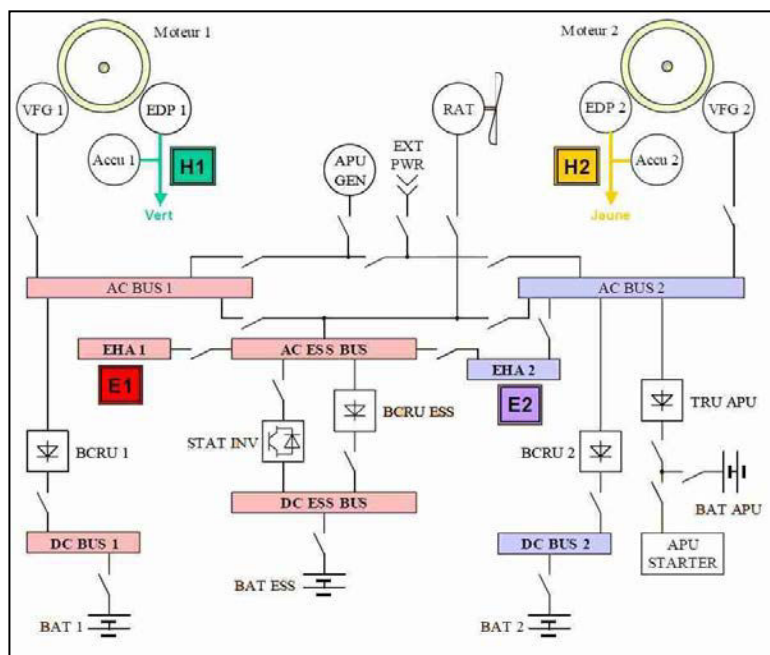 Moteur 1
Moteur 2
VFG 1
EDP 1
RAT
EDP 2
VFG 2
Accu 1
H1
APU
GEN
EXT
PWR
H2
Accu 2
Vert
Jaune
AC BUS 1
AC BUS 2
EHA 1
AC ESS BUS
EHA 2
E1
E2
BCRU ESS
TRU APU
STAT INV
BCRU 1
BCRU 2
BAT APU
DC ESS BUS
DC BUS 1
DC BUS 2
APU
STARTER
BAT ESS
BAT 1
BAT 2